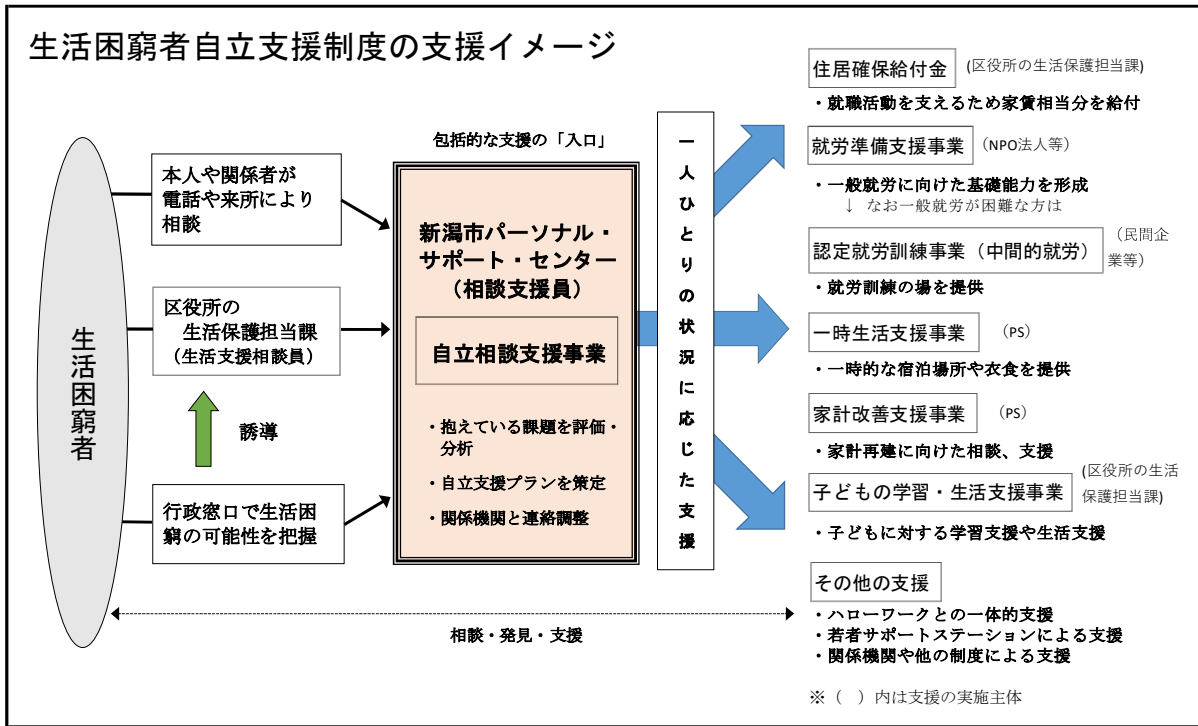 生活困窮者自立支援制度の支援イメージ
生活困窮者
本人や関係者が
電話や来所により
相談
区役所の
生活保護担当課
(生活支援相談員)
誘導
行政窓口で生活困
窮の可能性を把握
包括的な支援の「入口」
新潟市パーソナル・
サポート・センター
(相談支援員)
自立相談支援事業
・抱えている課題を評価・
分析
・自立支援プランを策定
・関係機関と連絡調整
一人ひとりの状況に応じた支援
住居確保給付金 (区役所の生活保護担当課)
・就職活動を支えるため家賃相当分を給付
就労準備支援事業 (NPO法人等)
・一般就労に向けた基礎能力を形成
↓ なお一般就労が困難な方は
認定就労訓練事業(中間的就労) (民間企
業等)
・就労訓練の場を提供
一時生活支援事業 (PS)
・一時的な宿泊場所や衣食を提供
家計改善支援事業 (PS)
・家計再建に向けた相談、支援
子どもの学習・生活支援事業 (区役所の生活
保護担当課)
・子どもに対する学習支援や生活支援
その他の支援
・ハローワークとの一体的支援
・若者サポートステーションによる支援
・関係機関や他の制度による支援
相談・発見・支援
※( )内は支援の実施主体